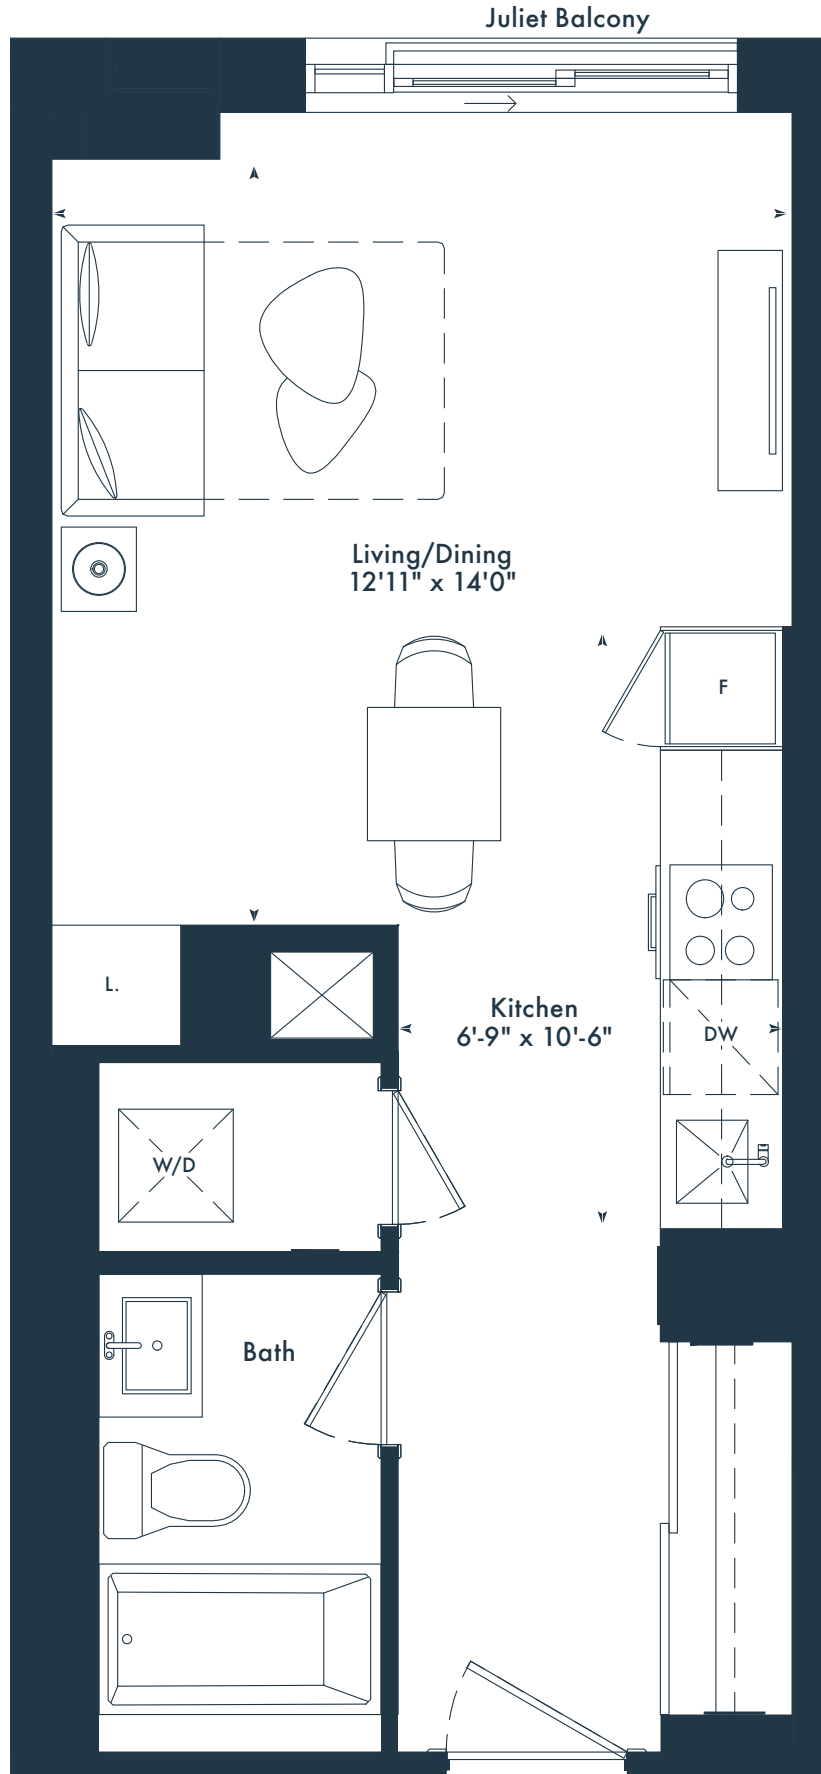 Juliet Balcony
Living/Dining
12'11" x 14'0"
F
L.
Kitchen
6'-9" x 10'-6"
DW
W/D
Bath